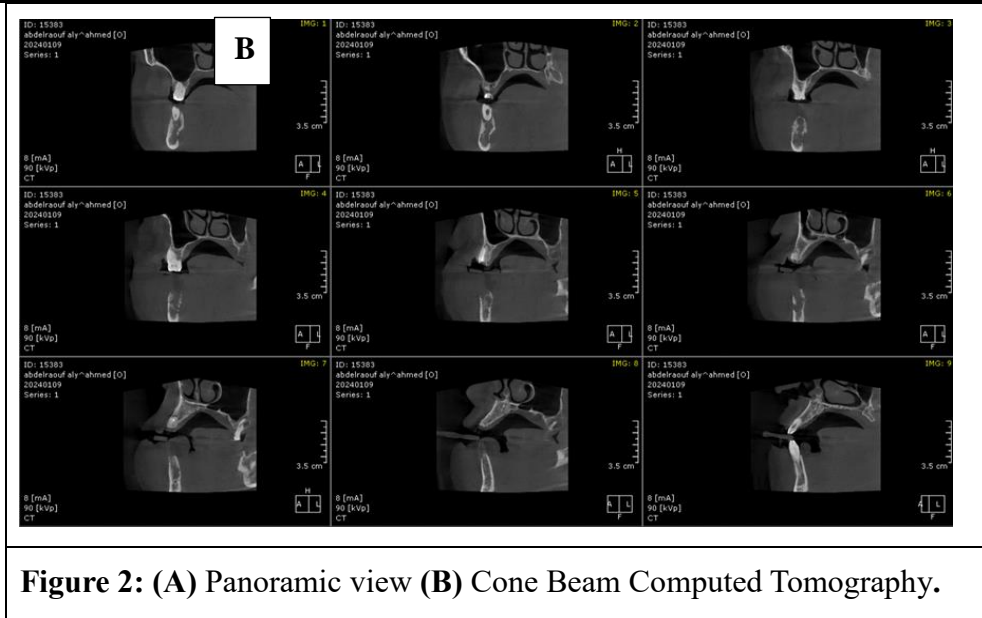 B
ID: 15383 IMG: 1
abdelraouf aly^ahmed [O]
20240109
Series: 1
3.5 cm
8 [mA]
90 [kVp]
CT
A L
F
ID: 15383 IMG: 2
abdelraouf aly^ahmed [O]
20240109
Series: 1
3.5 cm
8 [mA]
90 [kVp]
CT
H
A L
ID: 15383 IMG: 3
abdelraouf aly^ahmed [O]
20240109
Series: 1
3.5 cm
8 [mA]
90 [kVp]
CT
H
A L
ID: 15383 IMG: 4
abdelraouf aly^ahmed [O]
20240109
Series: 1
3.5 cm
8 [mA]
90 [kVp]
CT
A L
F
ID: 15383 IMG: 5
abdelraouf aly^ahmed [O]
20240109
Series: 1
3.5 cm
8 [mA]
90 [kVp]
CT
A L
F
ID: 15383 IMG: 6
abdelraouf aly^ahmed [O]
20240109
Series: 1
3.5 cm
8 [mA]
90 [kVp]
CT
A L
F
ID: 15383 IMG: 7
abdelraouf aly^ahmed [O]
20240109
Series: 1
3.5 cm
8 [mA]
90 [kVp]
CT
H
A L
ID: 15383 IMG: 8
abdelraouf aly^ahmed [O]
20240109
Series: 1
3.5 cm
8 [mA]
90 [kVp]
CT
A L
F
ID: 15383 IMG: 9
abdelraouf aly^ahmed [O]
20240109
Series: 1
3.5 cm
8 [mA]
90 [kVp]
CT
A L
F
Figure 2: (A) Panoramic view (B) Cone Beam Computed Tomography.